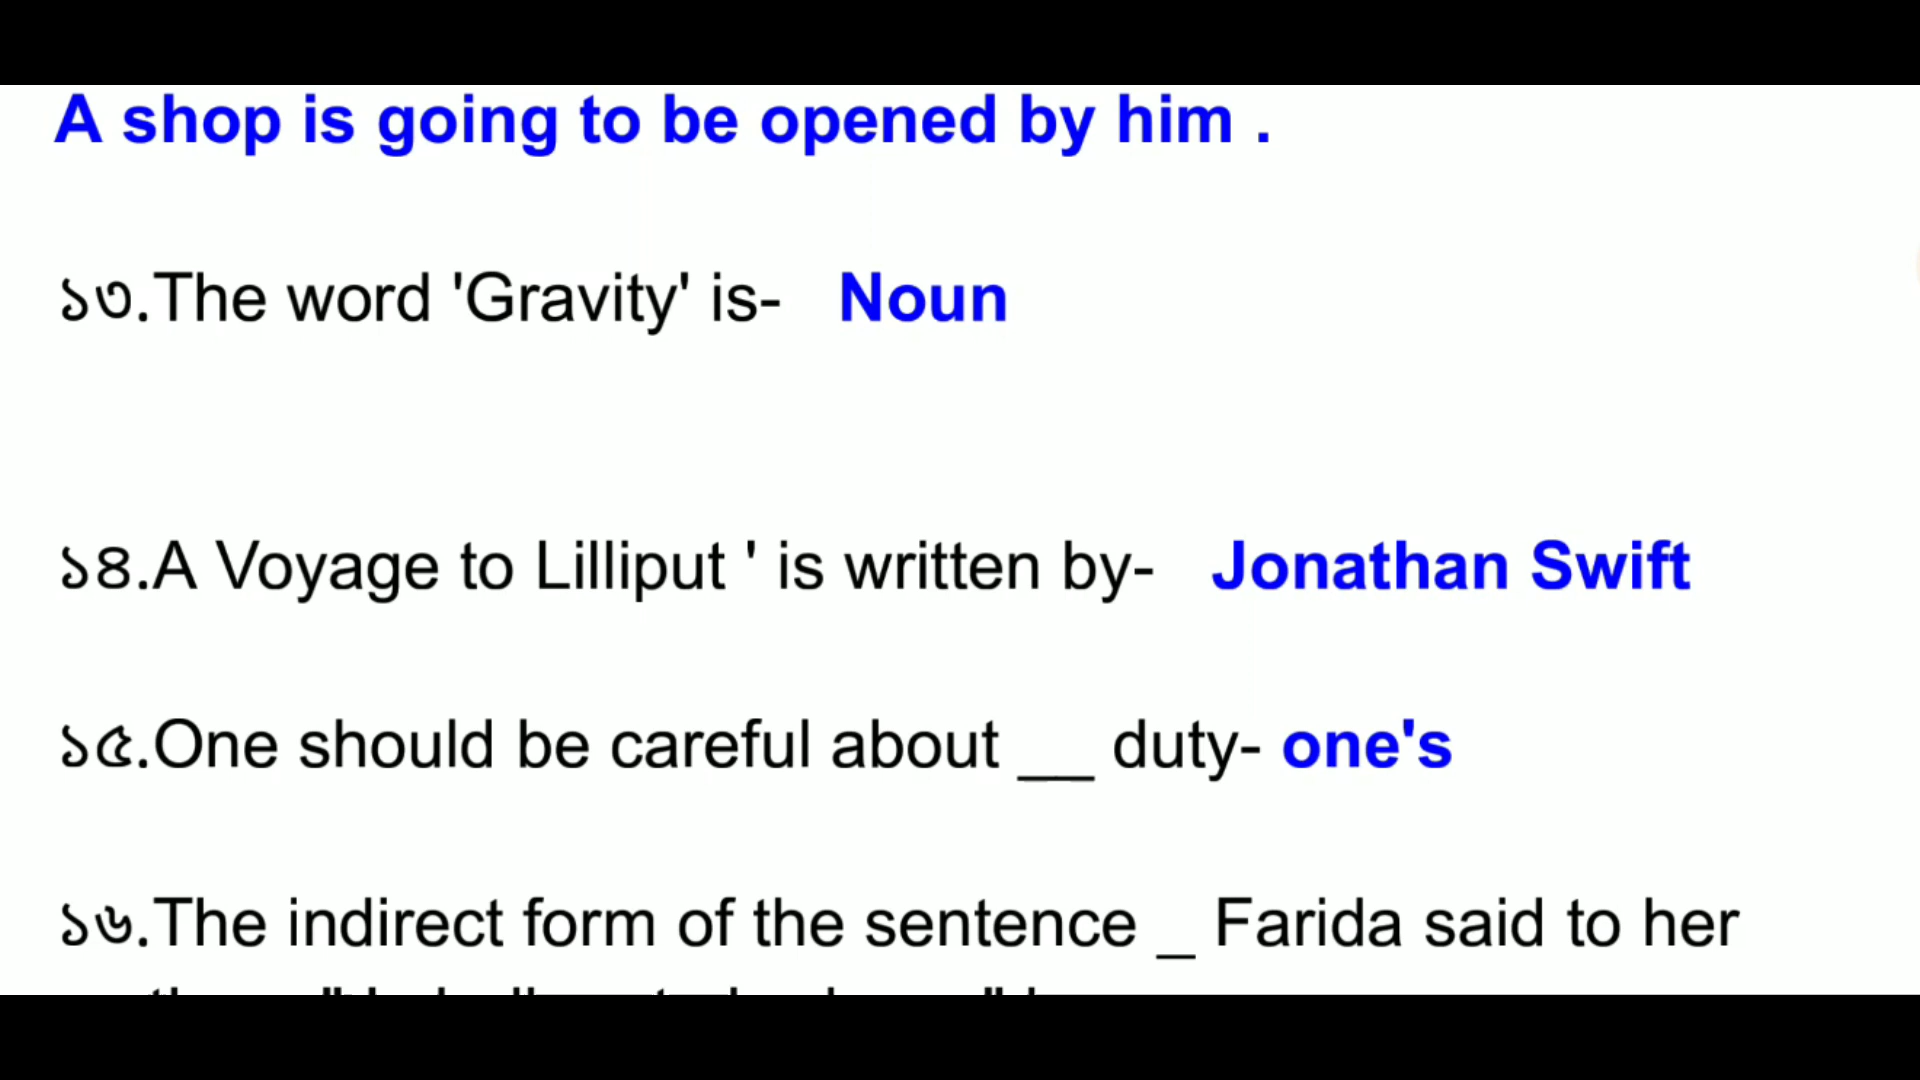 A shop is going to be opened by him .
১৩.The word 'Gravity' is- Noun
১৪.A Voyage to Lilliput ' is written by- Jonathan Swift
১৫.One should be careful about __ duty- one's
১৬.The indirect form of the sentence _ Farida said to her